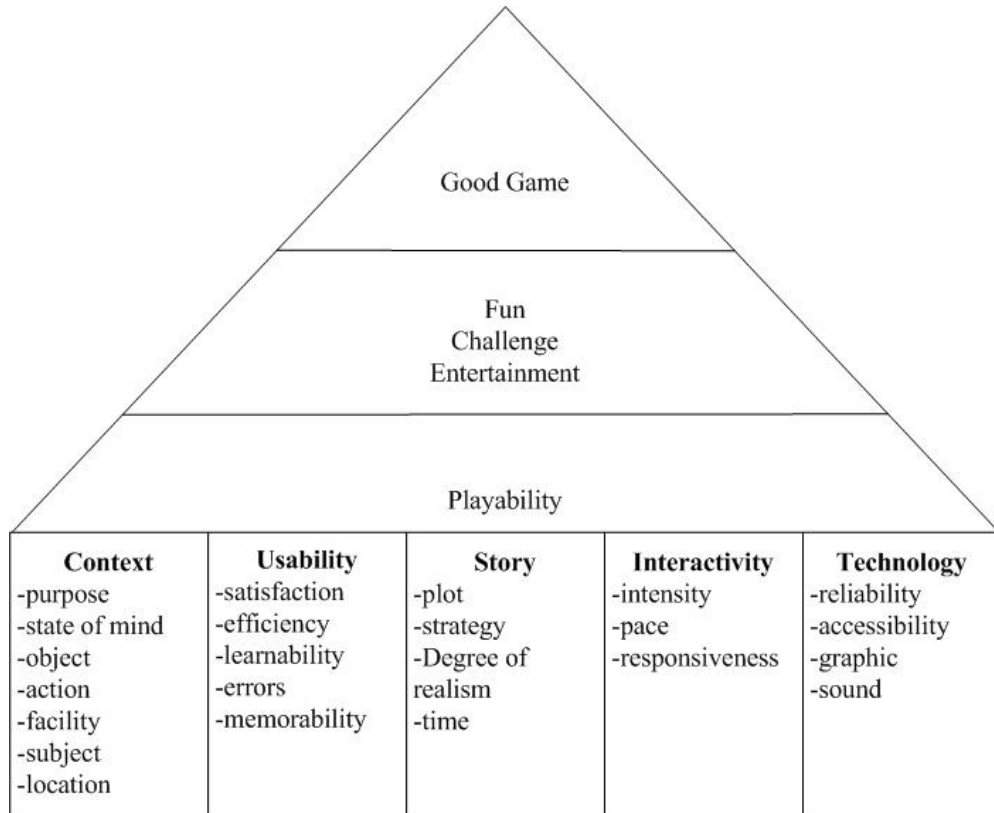 Good Game
Fun
Challenge
Entertainment
Playability
Context
-purpose
-state of mind
-object
-action
-facility
-subject
-location
Usability
-satisfaction
-efficiency
-learnability
-errors
-memorability
Story
-plot
-strategy
-Degree of
realism
-time
Interactivity
-intensity
-pace
-responsiveness
Technology
-reliability
-accessibility
-graphic
-sound